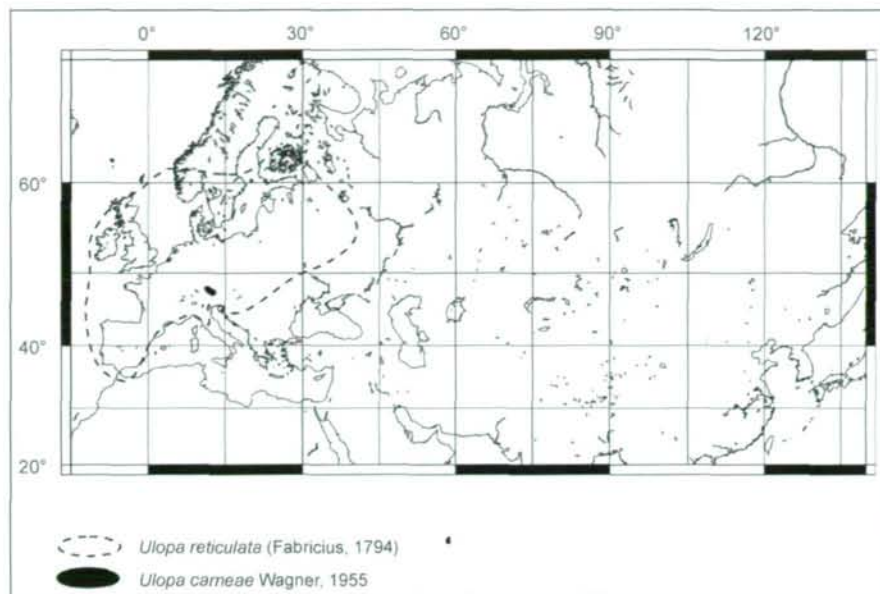 0° 30° 60° 90° 120°
60°
40°
20°
Ulopa reticulata (Fabricius, 1794)
Ulopa carneae Wagner, 1955